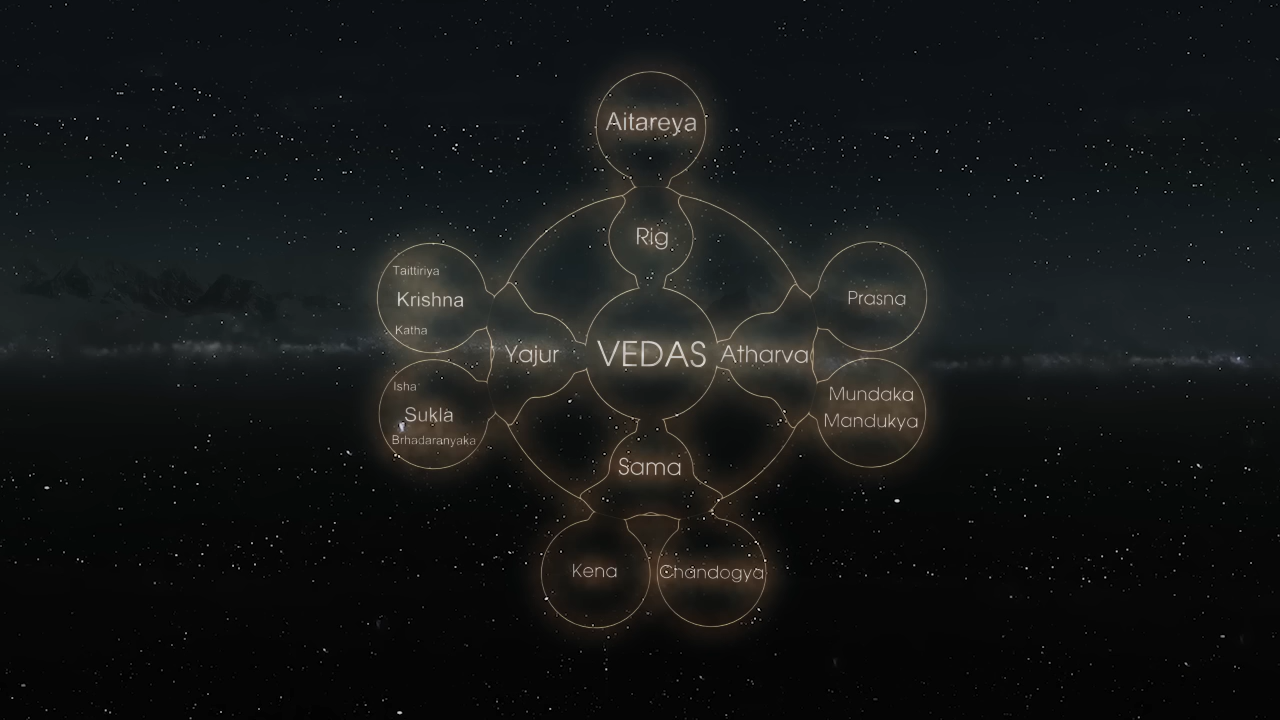 Aitareya
Rig
Taittiriya
Krishna
Katha
Prasna
Yajur
VEDAS
Atharva
Isha
Sukla
Brhadaranyaka
Mundaka
Mandukya
Sama
Kena
Chandogya